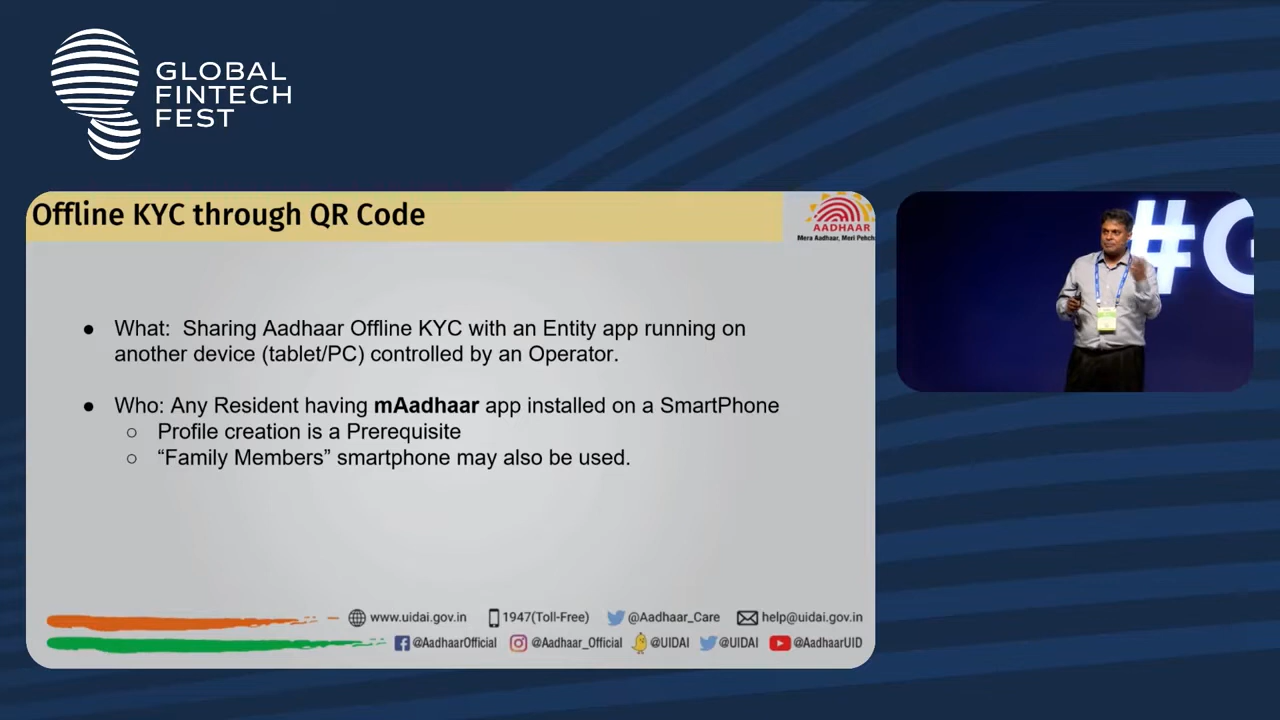 GLOBAL
FINTECH
FEST
Offline KYC through QR Code
AADHAAR
Mera Aadhaar, Meri Pehch
● What: Sharing Aadhaar Offline KYC with an Entity app running on
another device (tablet/PC) controlled by an Operator.
● Who: Any Resident having mAadhaar app installed on a SmartPhone
○ Profile creation is a Prerequisite
○ “Family Members” smartphone may also be used.
www.uidai.gov.in 1947(Toll-Free) @Aadhaar_Care help@uidai.gov.in
@AadhaarOfficial @Aadhaar_Official @UIDAI @UIDAI @AadhaarUID
#G